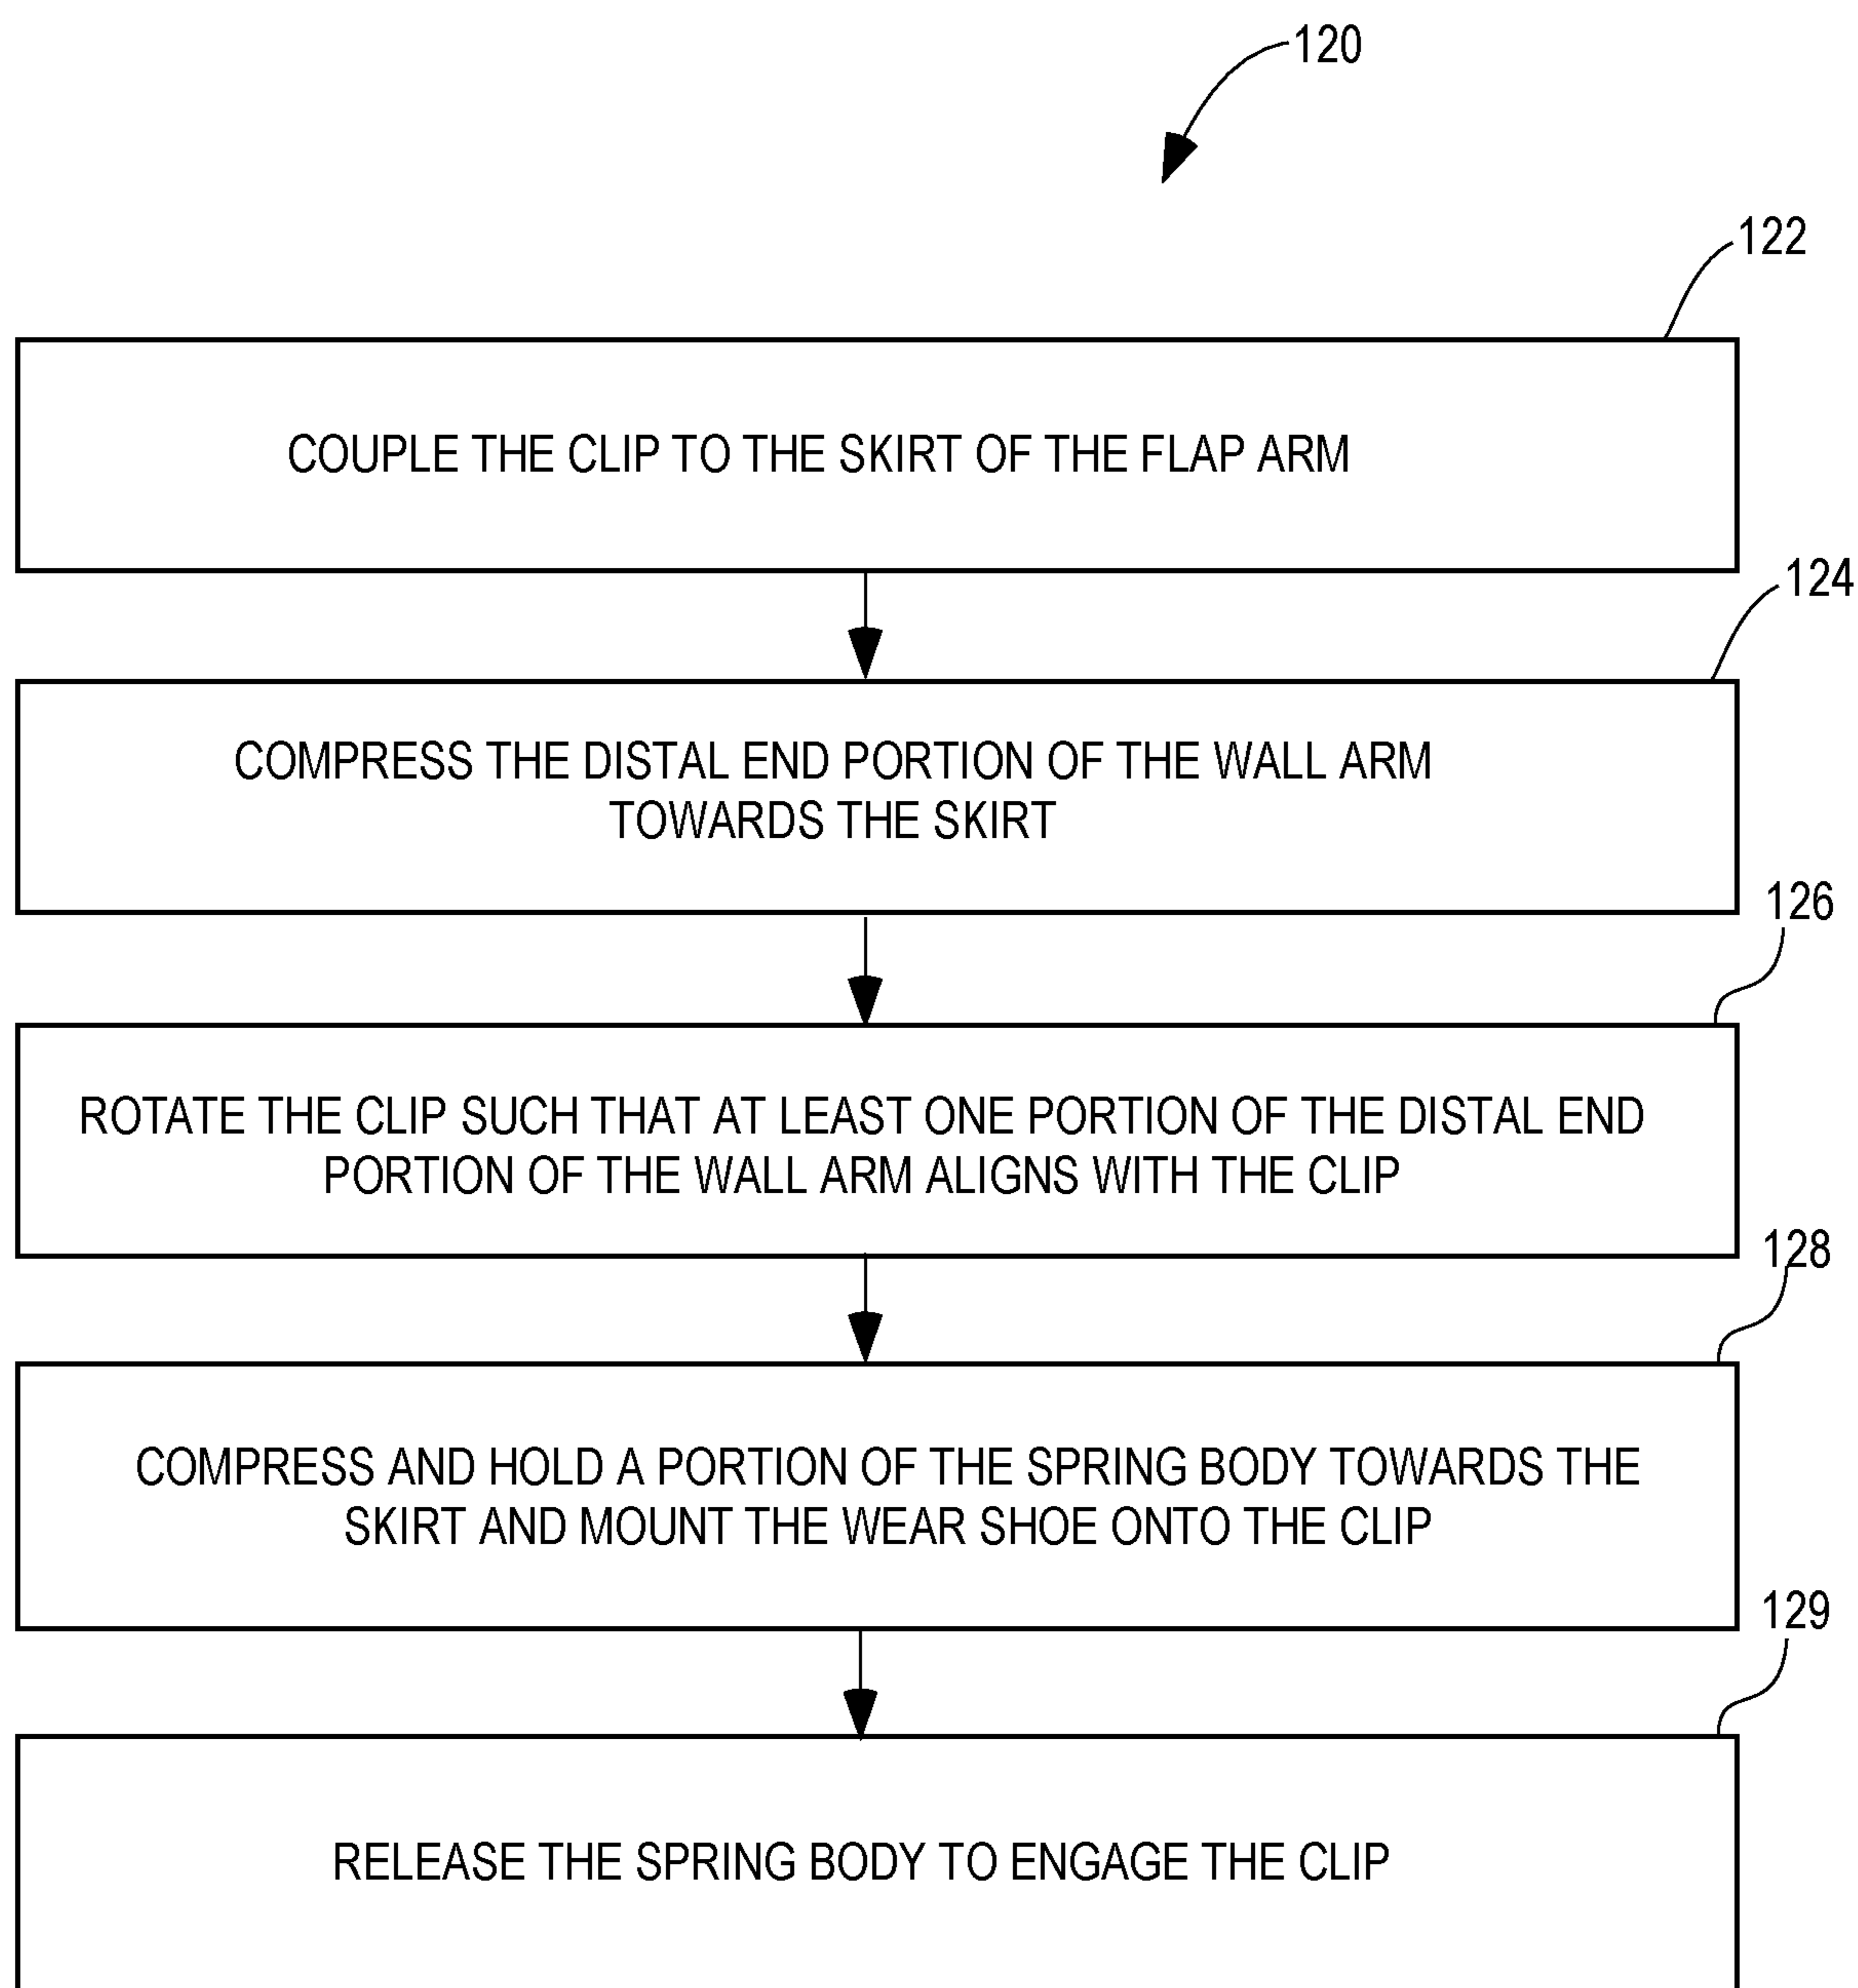 120
122
COUPLE THE CLIP TO THE SKIRT OF THE FLAP ARM
124
COMPRESS THE DISTAL END PORTION OF THE WALL ARM
TOWARDS THE SKIRT
126
ROTATE THE CLIP SUCH THAT AT LEAST ONE PORTION OF THE DISTAL END
PORTION OF THE WALL ARM ALIGNS WITH THE CLIP
128
COMPRESS AND HOLD A PORTION OF THE SPRING BODY TOWARDS THE
SKIRT AND MOUNT THE WEAR SHOE ONTO THE CLIP
129
RELEASE THE SPRING BODY TO ENGAGE THE CLIP